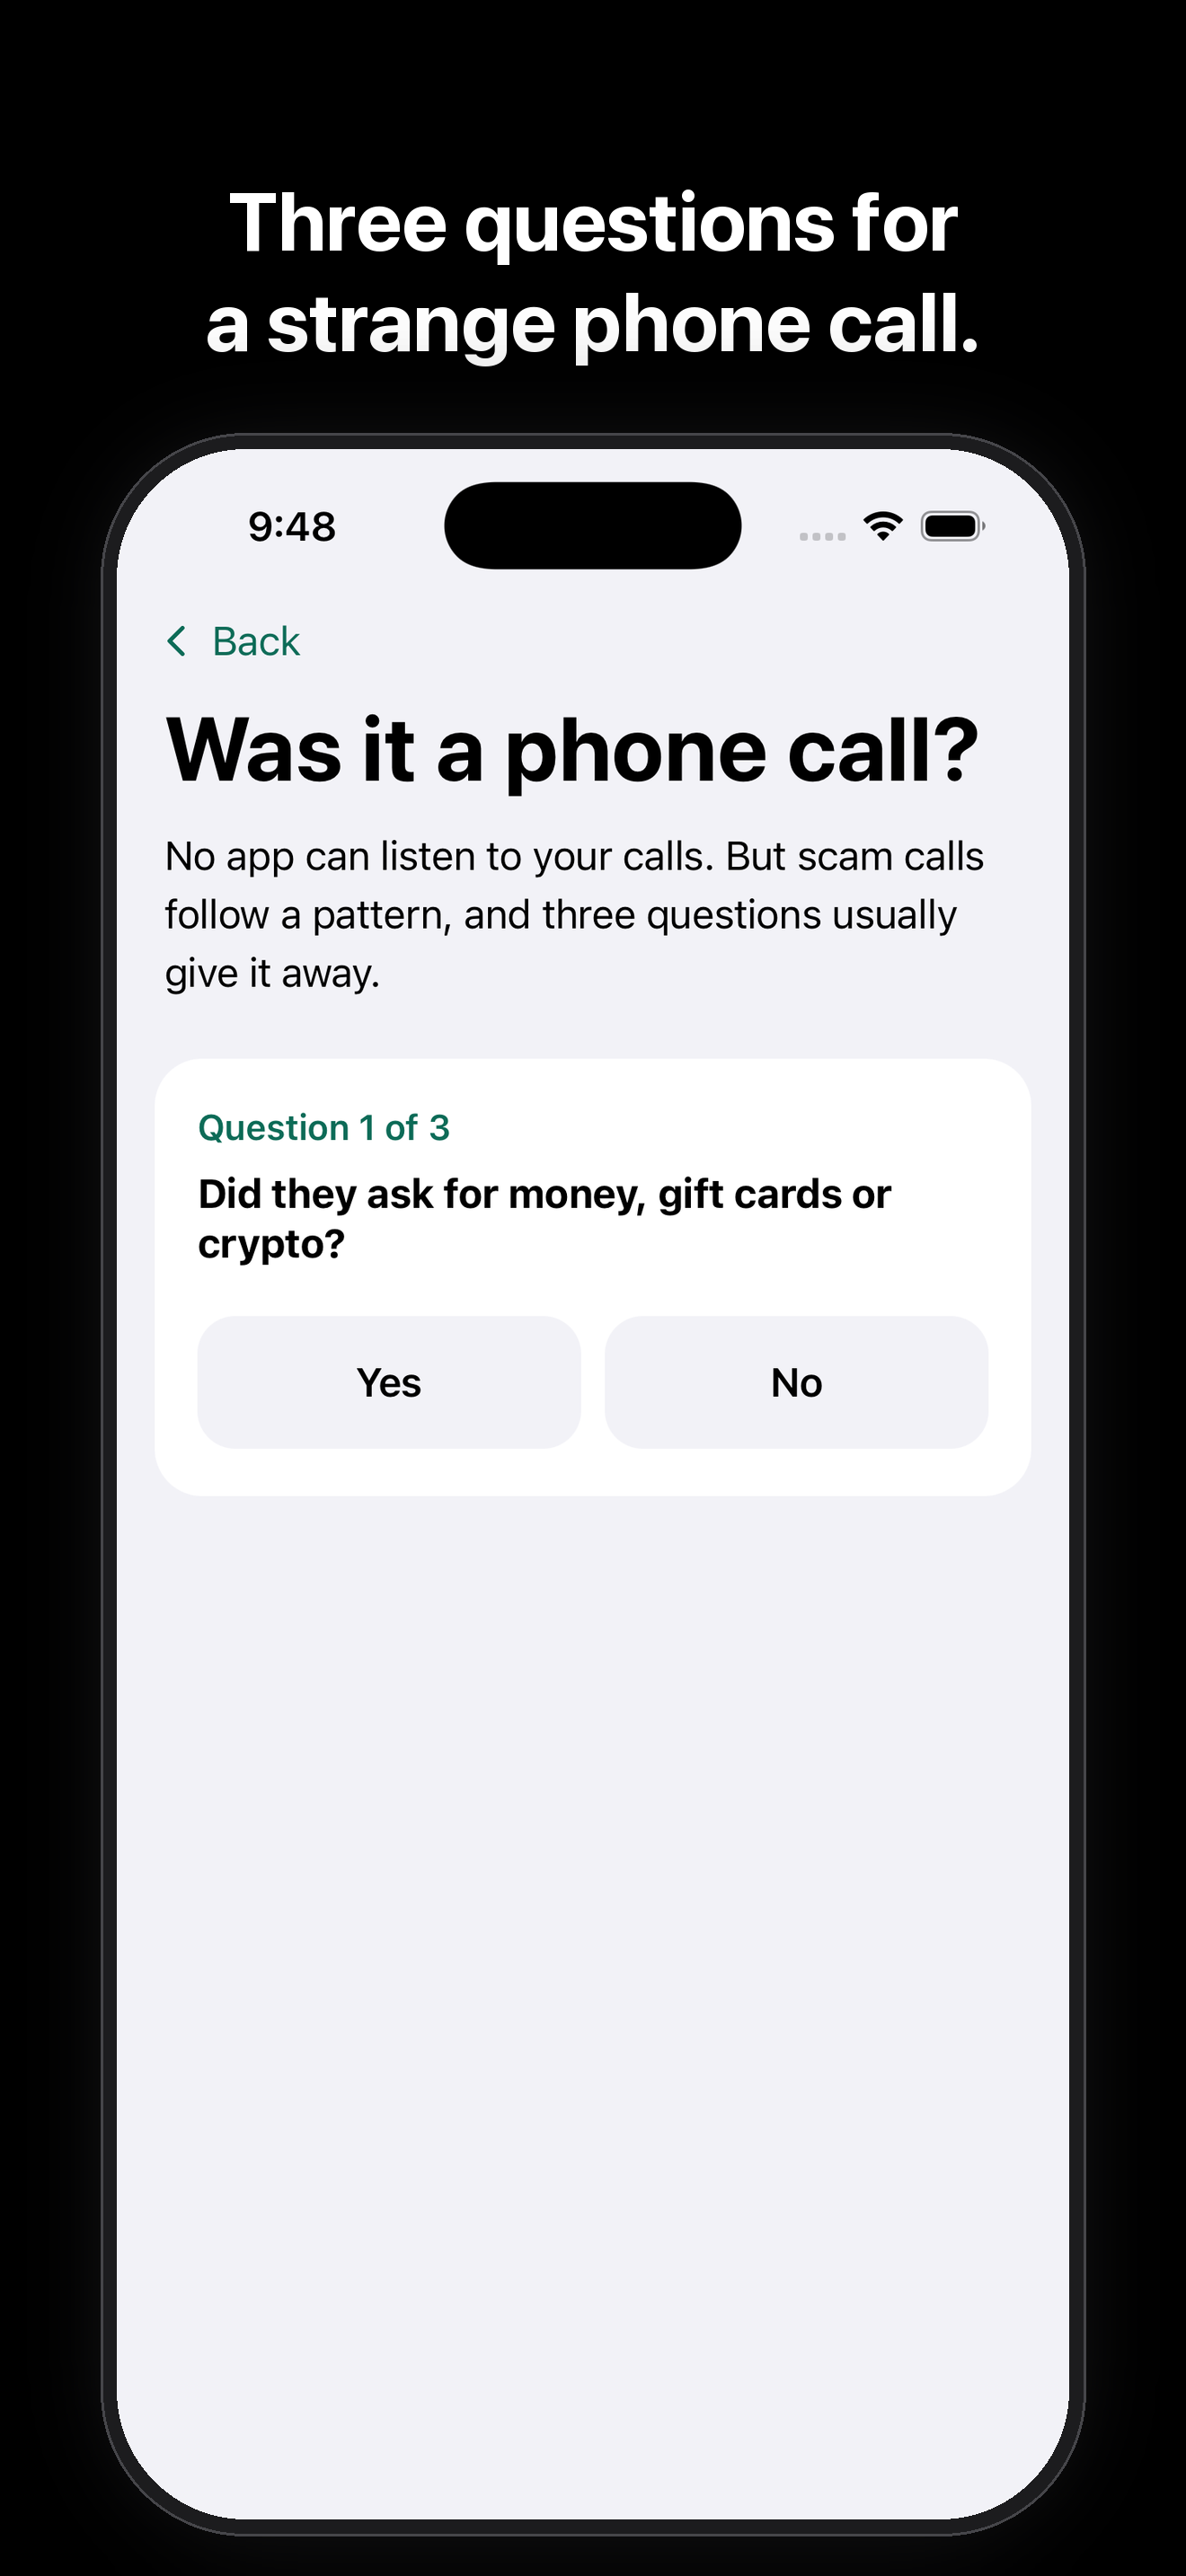 Three questions for
a strange phone call.
9:48
Back
Was it a phone call?
No app can listen to your calls. But scam calls
follow a pattern, and three questions usually
give it away.
Question 1 of 3
Did they ask for money, gift cards or
crypto?
Yes
No